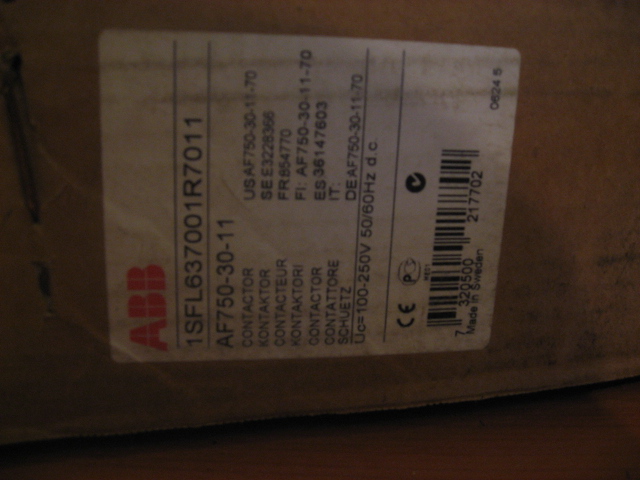 ABB
1SFL637001R7011
AF750-30-11
CONTACTOR USAF750-30-11-70
KONTAKTOR SE:E3228366
CONTACTEUR FR:854770
KONTAKTORI FI: AF750-30-11-70
CONTACTOR ES:36147603
CONTATTORE IT:
SCHUETZ DEAF750-30-11-70
Uc=100-250V 50/60Hz d.c.
CE
7 320500 217702
Made in Sweden
0624 5